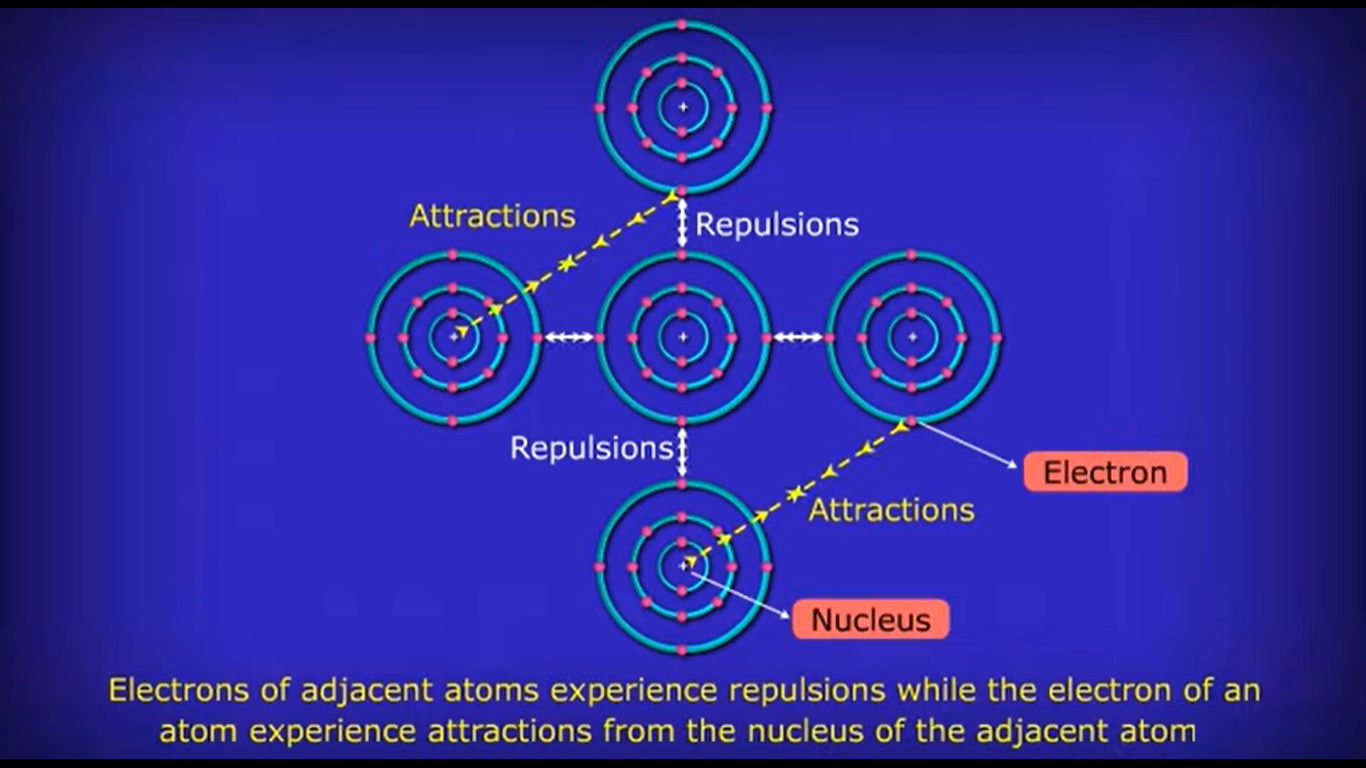 Attractions
Repulsions
Repulsions
Electron
Attractions
Nucleus
Electrons of adjacent atoms experience repulsions while the electron of an
atom experience attractions from the nucleus of the adjacent atom